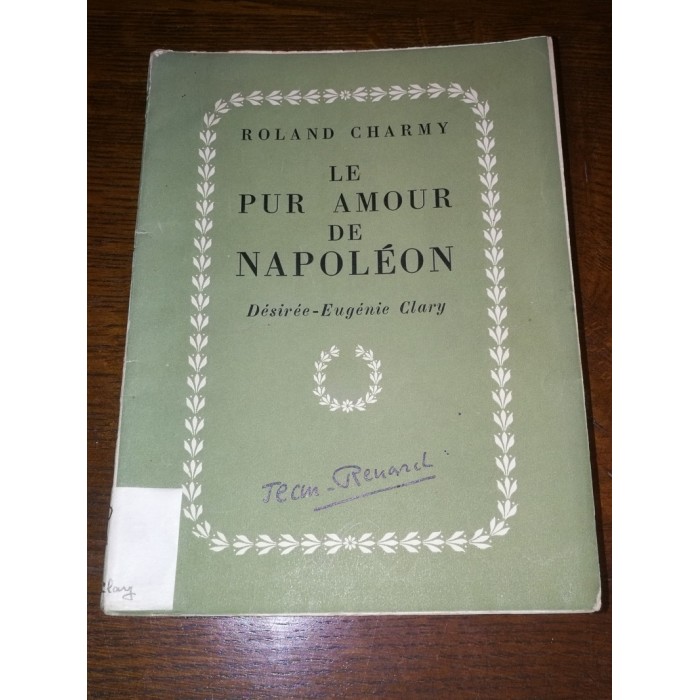 ROLAND CHARMY
LE
PUR AMOUR
DE
NAPOLÉON
Désirée-Eugénie Clary
Jean-Renard